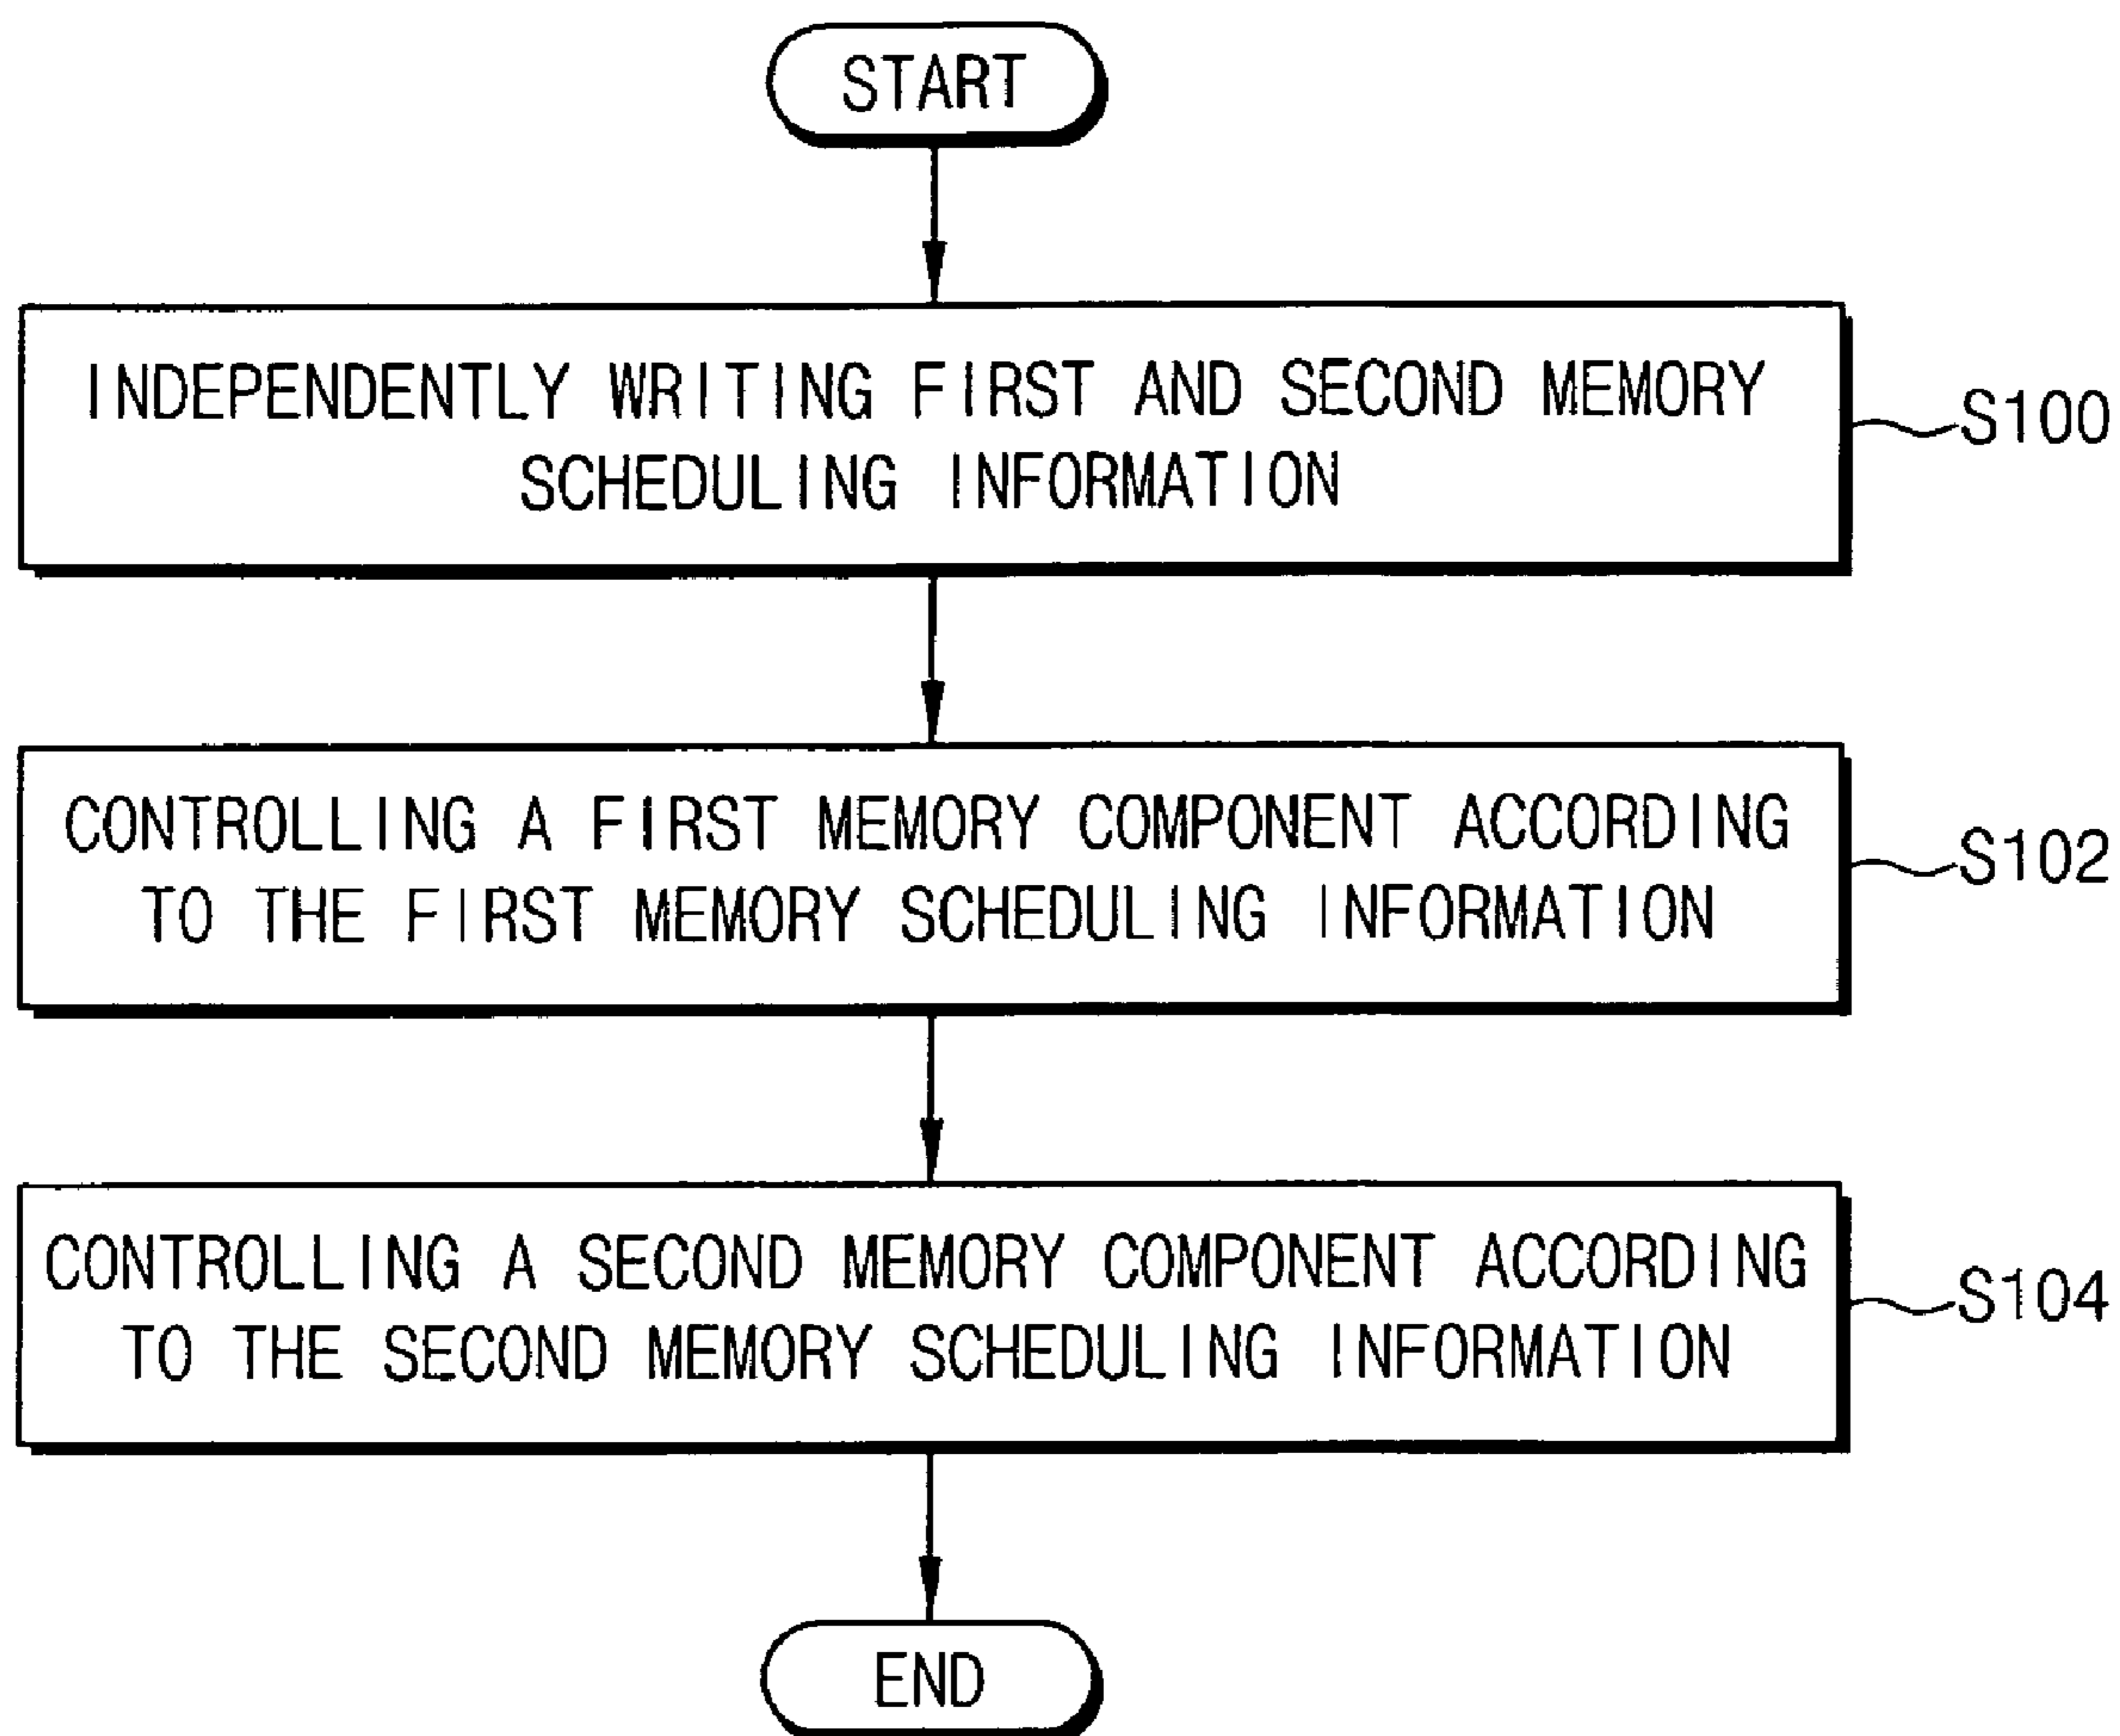 START
INDEPENDENTLY WRITING FIRST AND SECOND MEMORY
SCHEDULING INFORMATION
S100
CONTROLLING A FIRST MEMORY COMPONENT ACCORDING
TO THE FIRST MEMORY SCHEDULING INFORMATION
S102
CONTROLLING A SECOND MEMORY COMPONENT ACCORDING
TO THE SECOND MEMORY SCHEDULING INFORMATION
S104
END